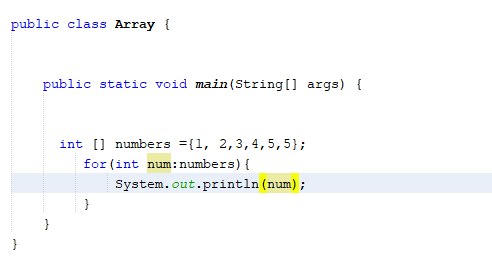 public class Array {
public static void main(String[] args) {
int [] numbers ={1, 2,3,4,5,5};
for(int num:numbers){
System.out.println(num);
}
}
}